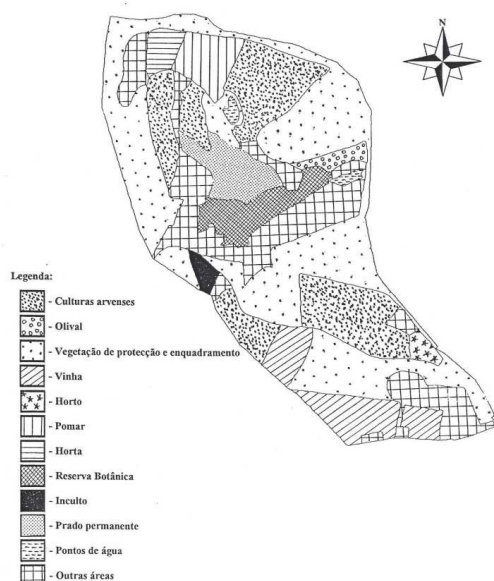 N
Legenda:
- Culturas arvenses
- Olival
- Vegetação de protecção e enquadramento
- Vinha
- Horto
- Pomar
- Horta
- Reserva Botânica
- Inculto
- Prado permanente
- Pontos de água
- Outras áreas